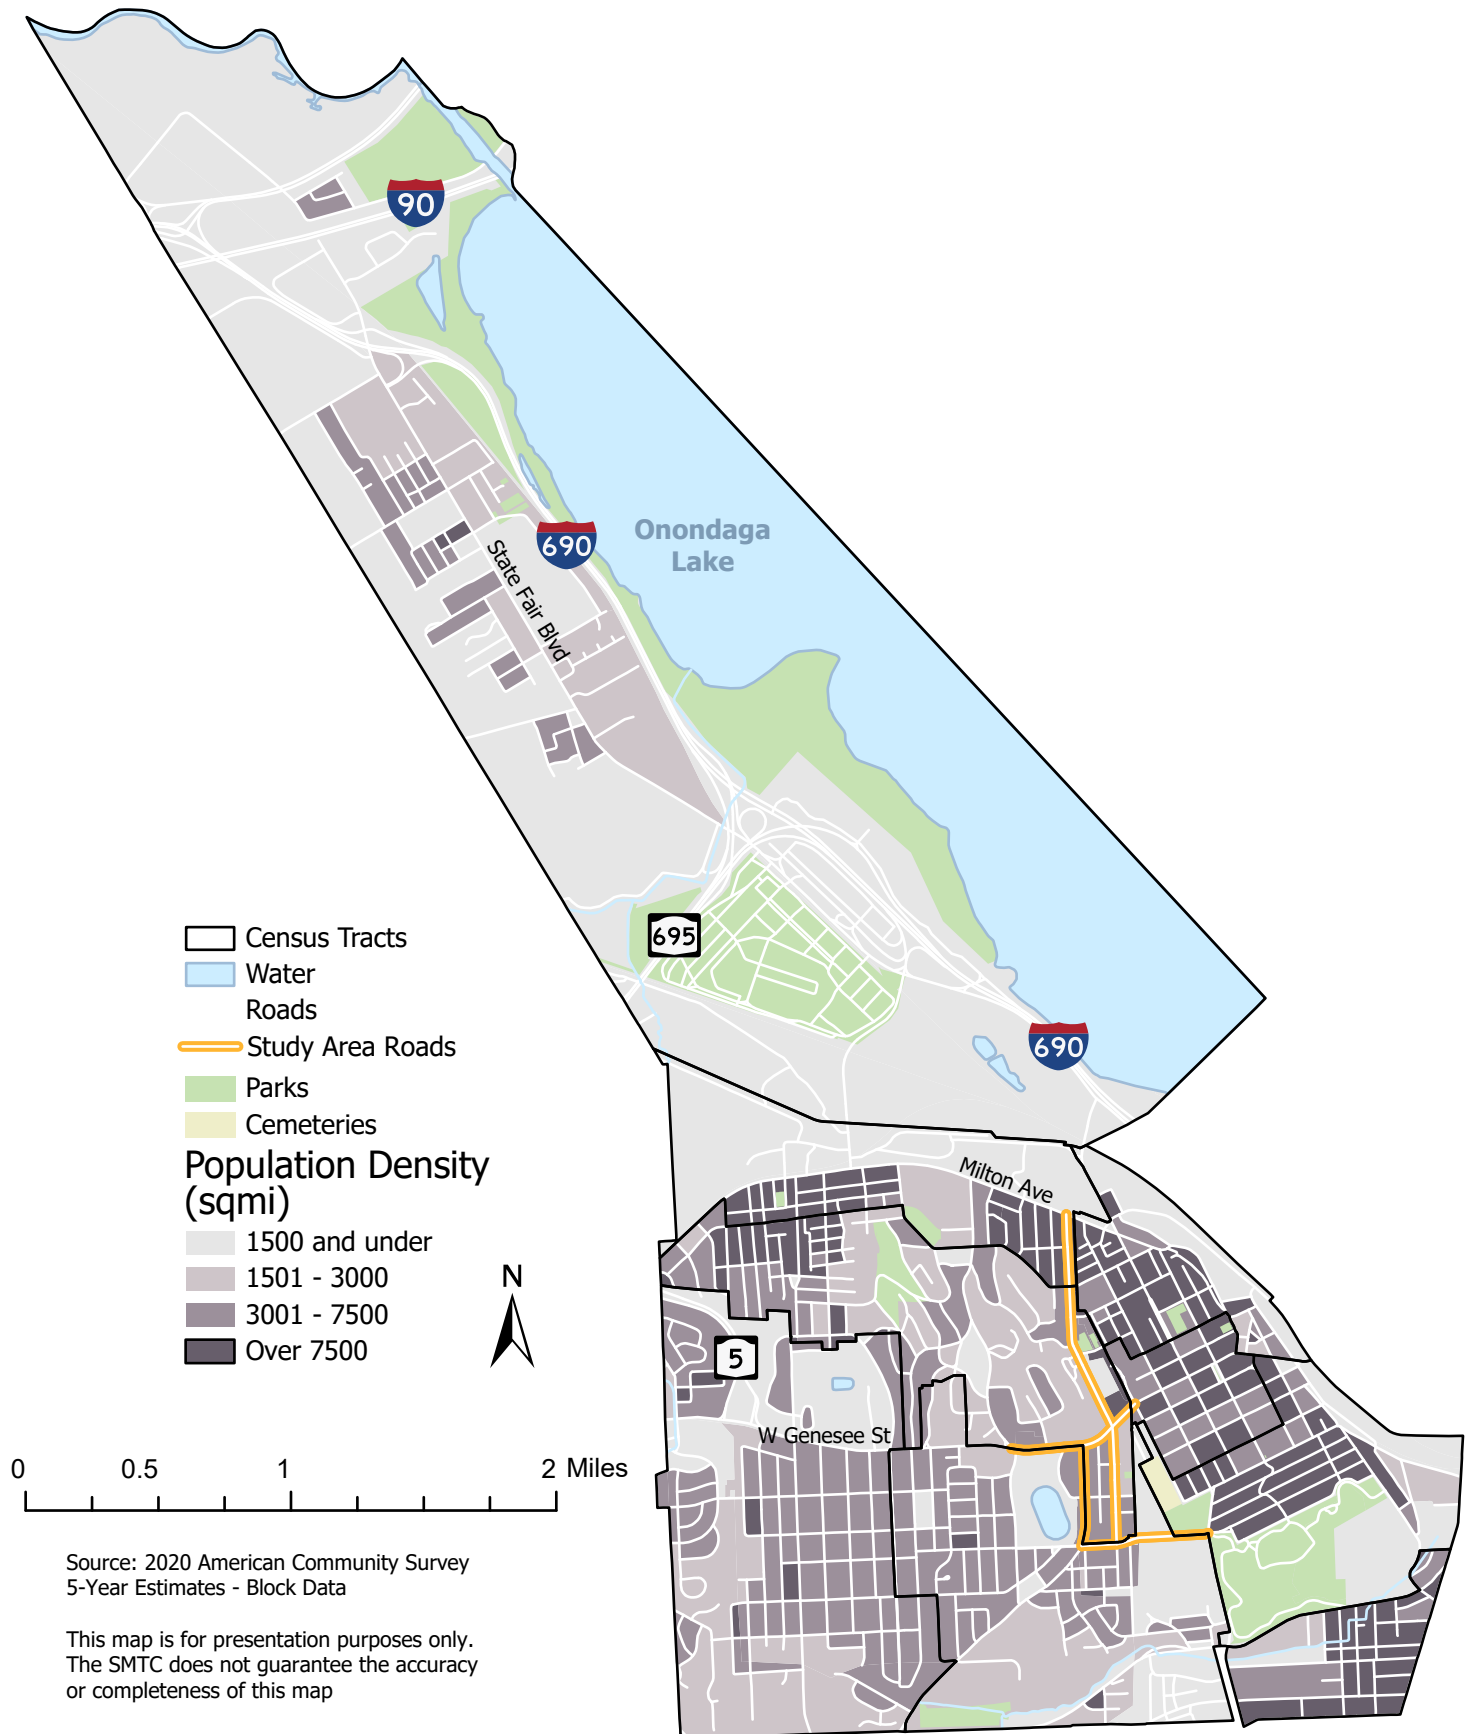 90
690
Onondaga
Lake
State Fair Blvd
695
690
Census Tracts
Water
Roads
Study Area Roads
Parks
Cemeteries
Population Density
(sqmi)
1500 and under
1501 - 3000
3001 - 7500
Over 7500
N
Milton Ave
5
W Genesee St
0 0.5 1 2 Miles
Source: 2020 American Community Survey
5-Year Estimates - Block Data
This map is for presentation purposes only.
The SMTC does not guarantee the accuracy
or completeness of this map